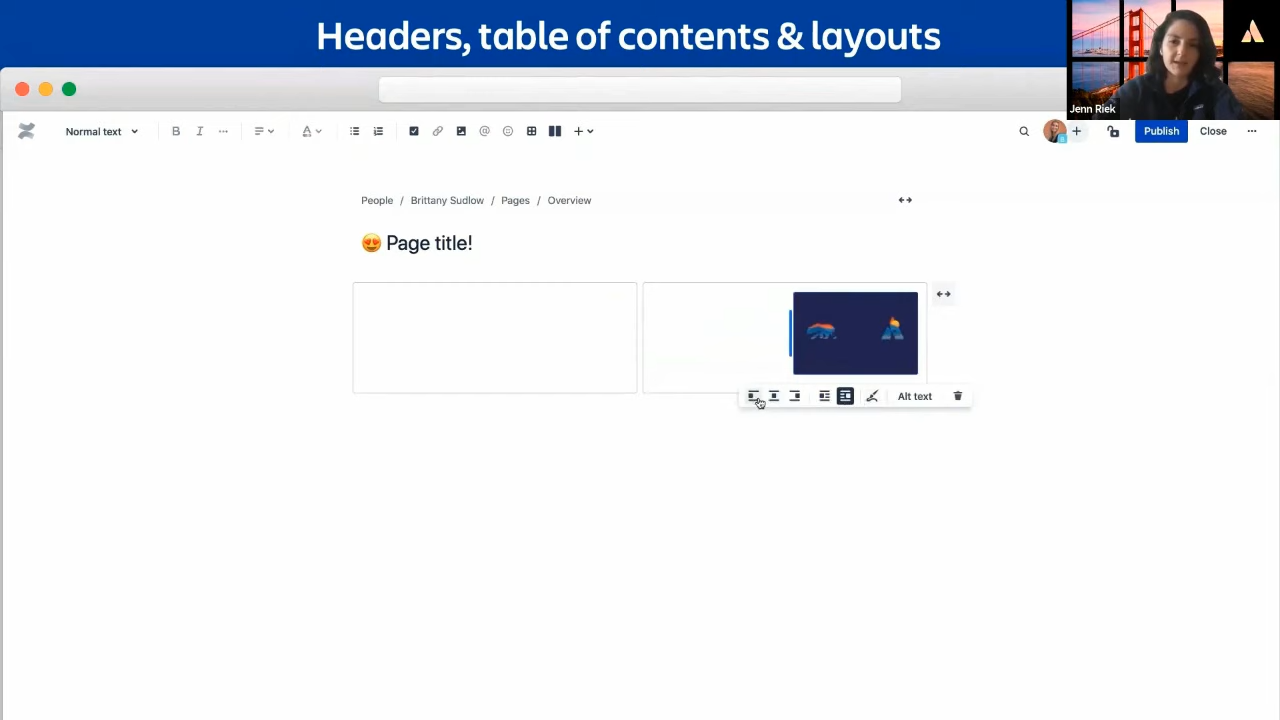 Headers, table of contents & layouts
Jenn Riek
Normal text
Publish
Close
People / Brittany Sudlow / Pages / Overview
😍 Page title!
Alt text